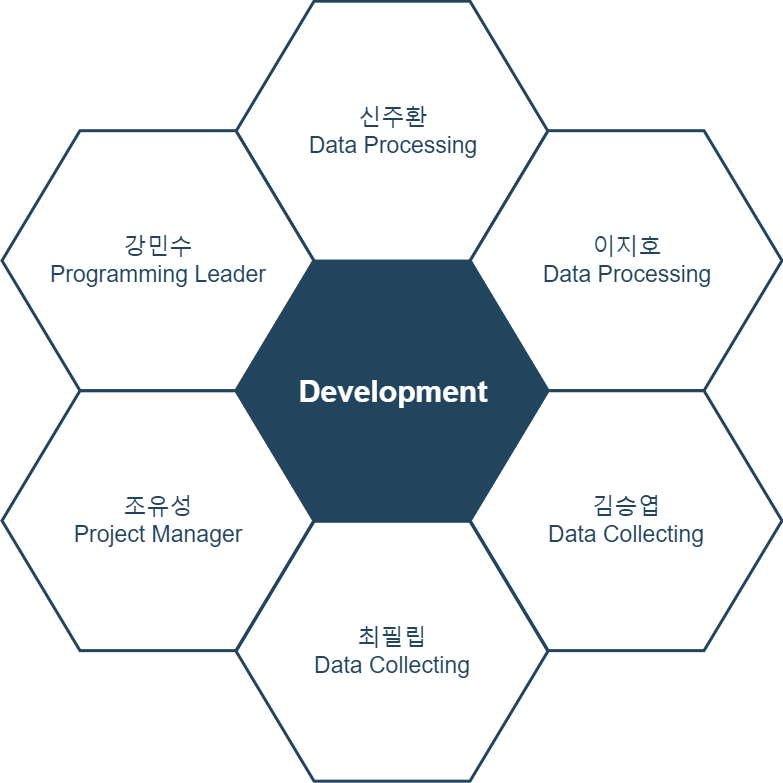 신주환
Data Processing
강민수
Programming Leader
이지호
Data Processing
Development
조유성
Project Manager
김승엽
Data Collecting
최필립
Data Collecting